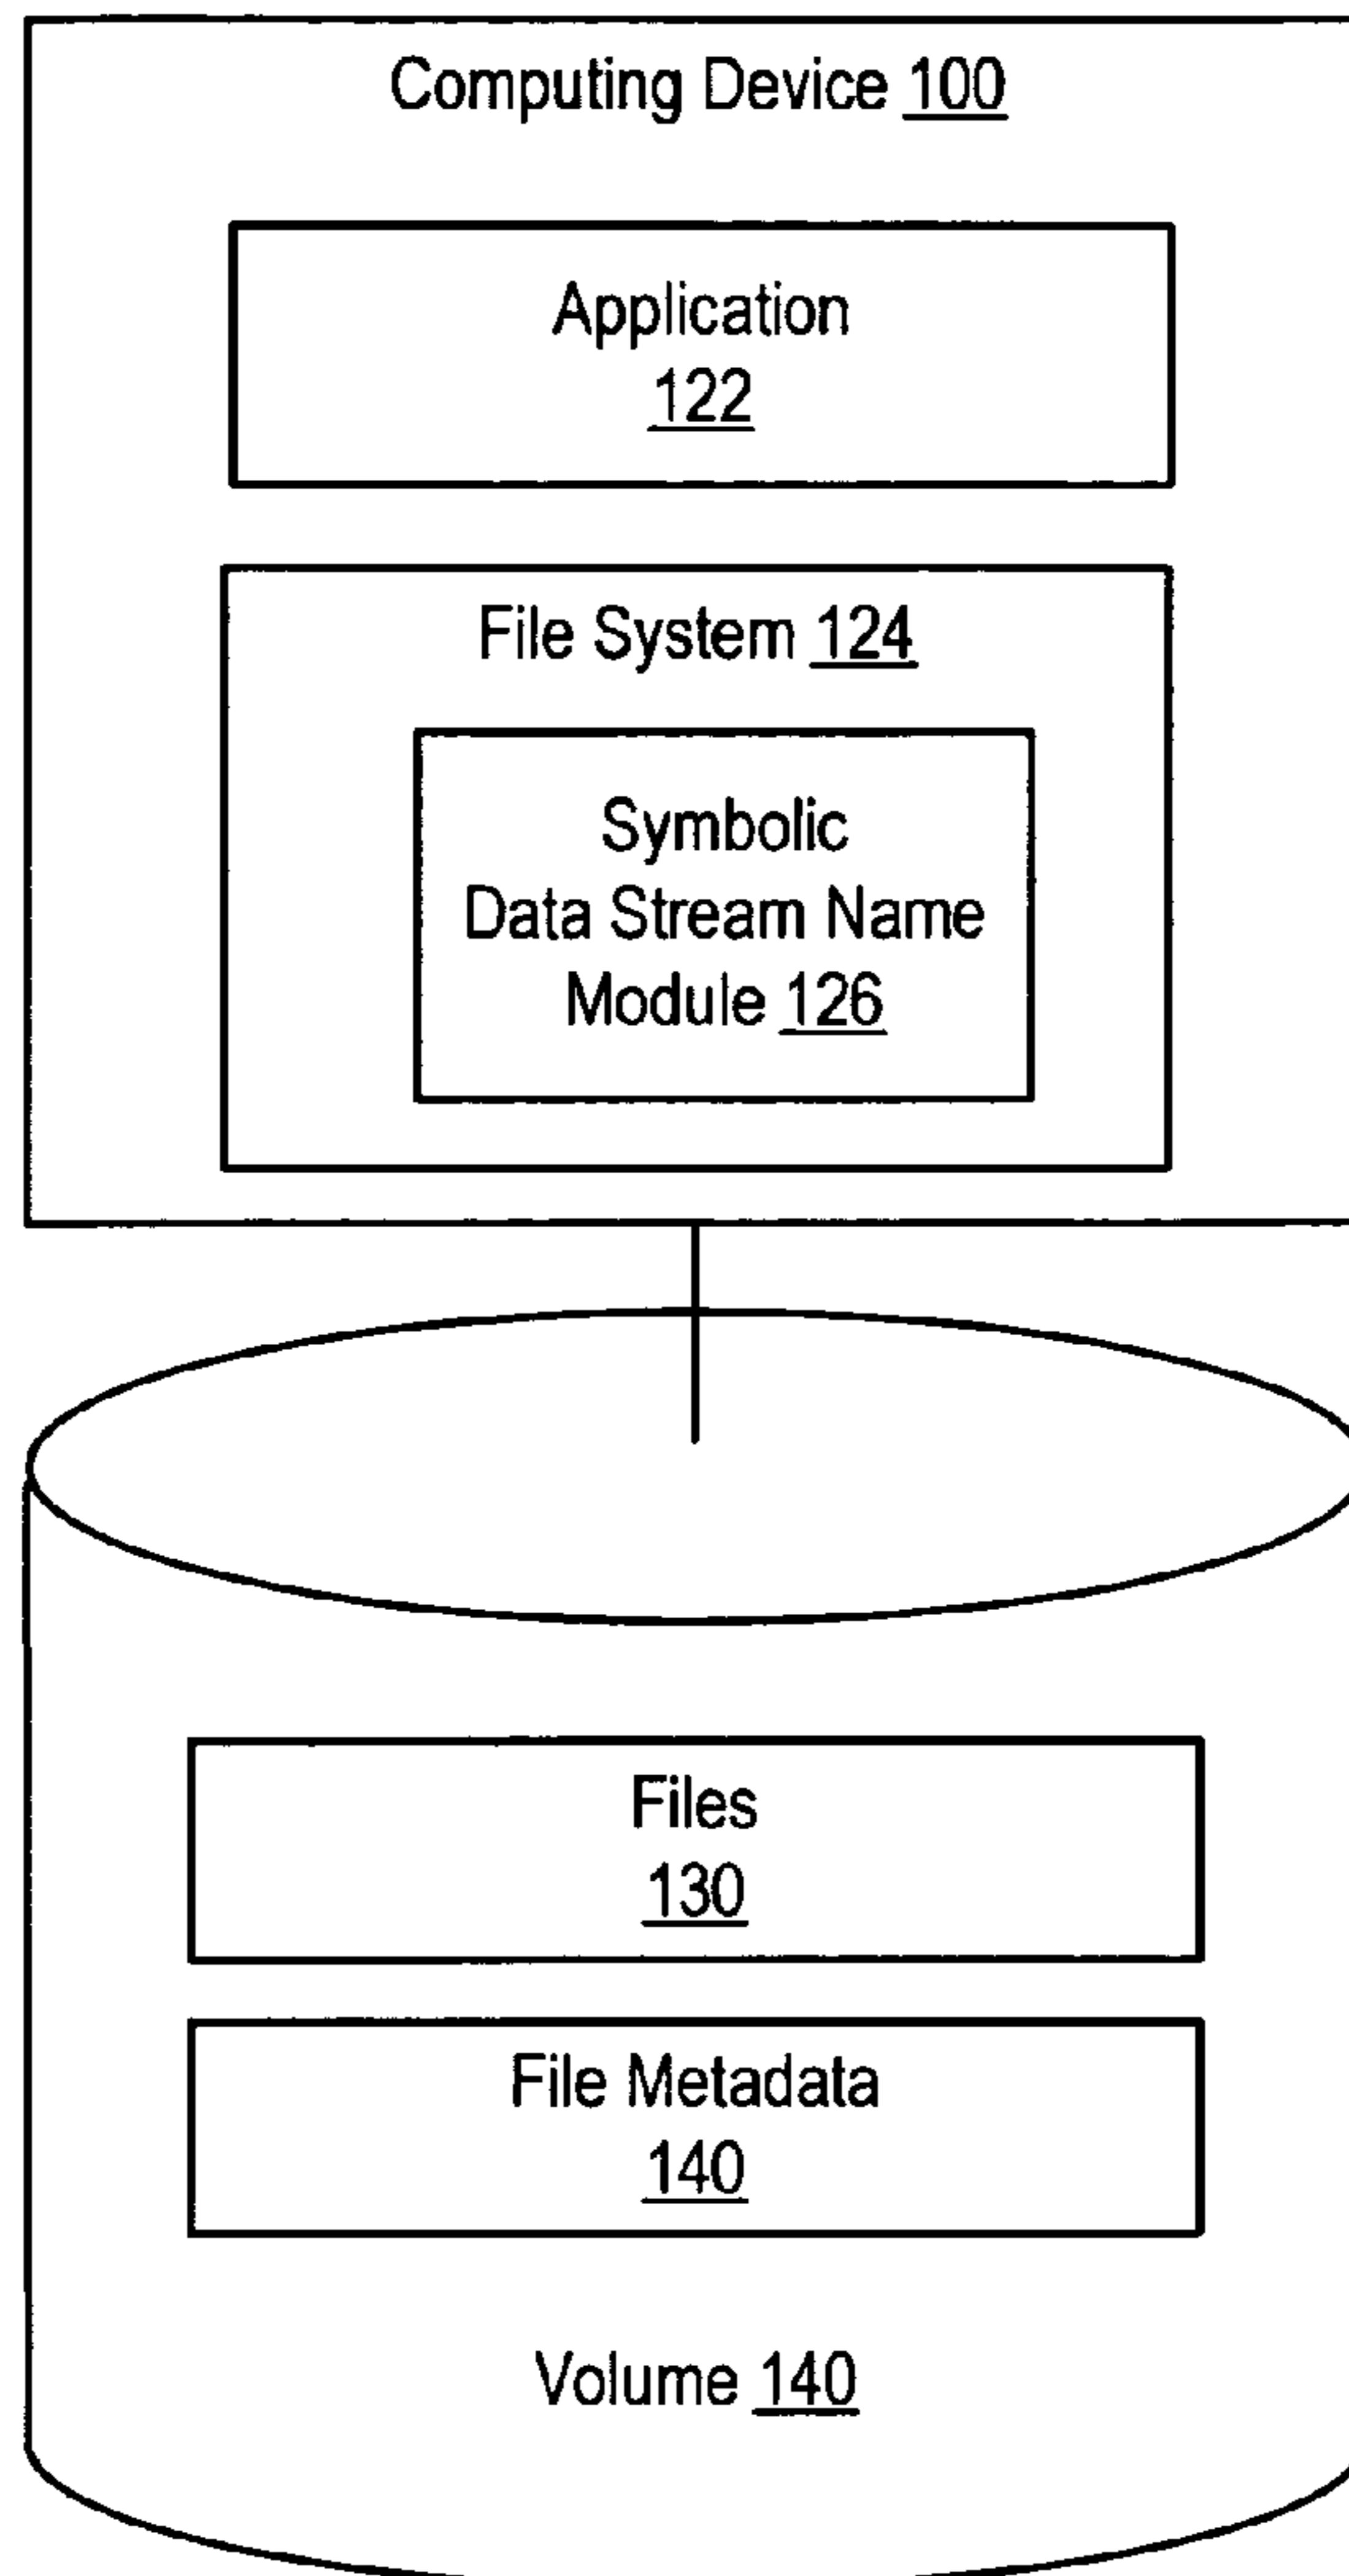 Computing Device 100
Application
122
File System 124
Symbolic
Data Stream Name
Module 126
Files
130
File Metadata
140
Volume 140